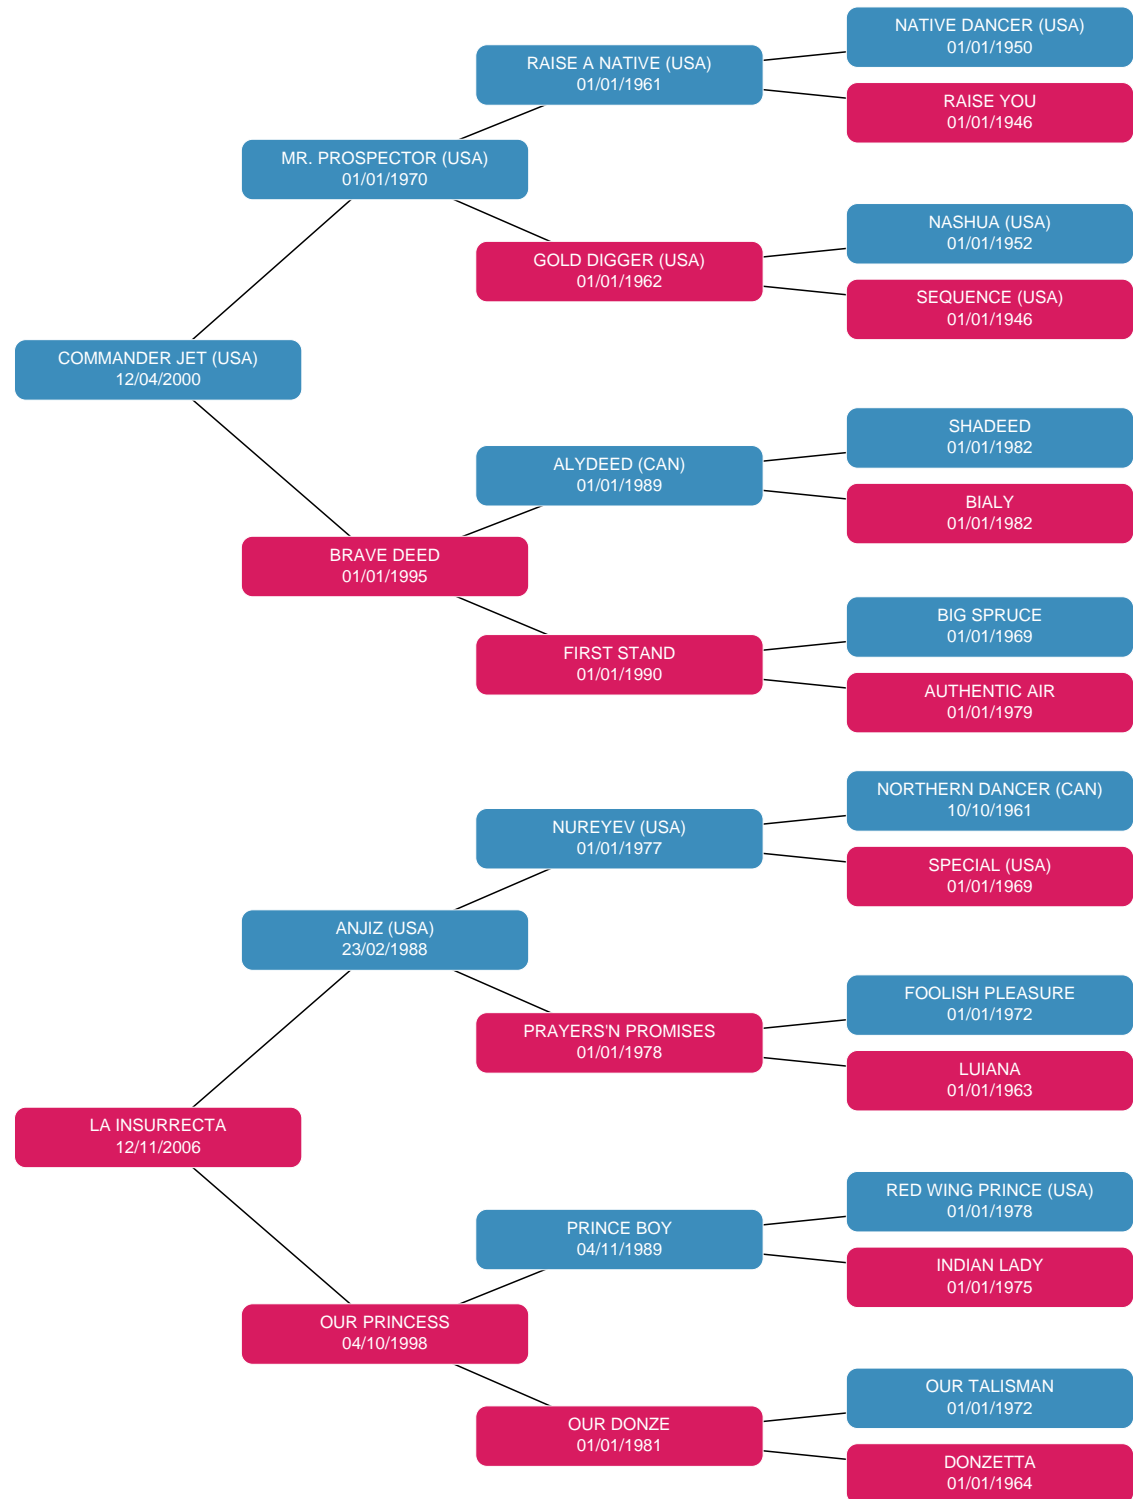 NATIVE DANCER (USA)
01/01/1950
RAISE A NATIVE (USA)
01/01/1961
RAISE YOU
01/01/1946
MR. PROSPECTOR (USA)
01/01/1970
NASHUA (USA)
01/01/1952
GOLD DIGGER (USA)
01/01/1962
SEQUENCE (USA)
01/01/1946
COMMANDER JET (USA)
12/04/2000
SHADEED
01/01/1982
ALYDEED (CAN)
01/01/1989
BIALY
01/01/1982
BRAVE DEED
01/01/1995
BIG SPRUCE
01/01/1969
FIRST STAND
01/01/1990
AUTHENTIC AIR
01/01/1979
NORTHERN DANCER (CAN)
10/10/1961
NUREYEV (USA)
01/01/1977
SPECIAL (USA)
01/01/1969
ANJIZ (USA)
23/02/1988
FOOLISH PLEASURE
01/01/1972
PRAYERS'N PROMISES
01/01/1978
LUIANA
01/01/1963
LA INSURRECTA
12/11/2006
RED WING PRINCE (USA)
01/01/1978
PRINCE BOY
04/11/1989
INDIAN LADY
01/01/1975
OUR PRINCESS
04/10/1998
OUR TALISMAN
01/01/1972
OUR DONZE
01/01/1981
DONZETTA
01/01/1964